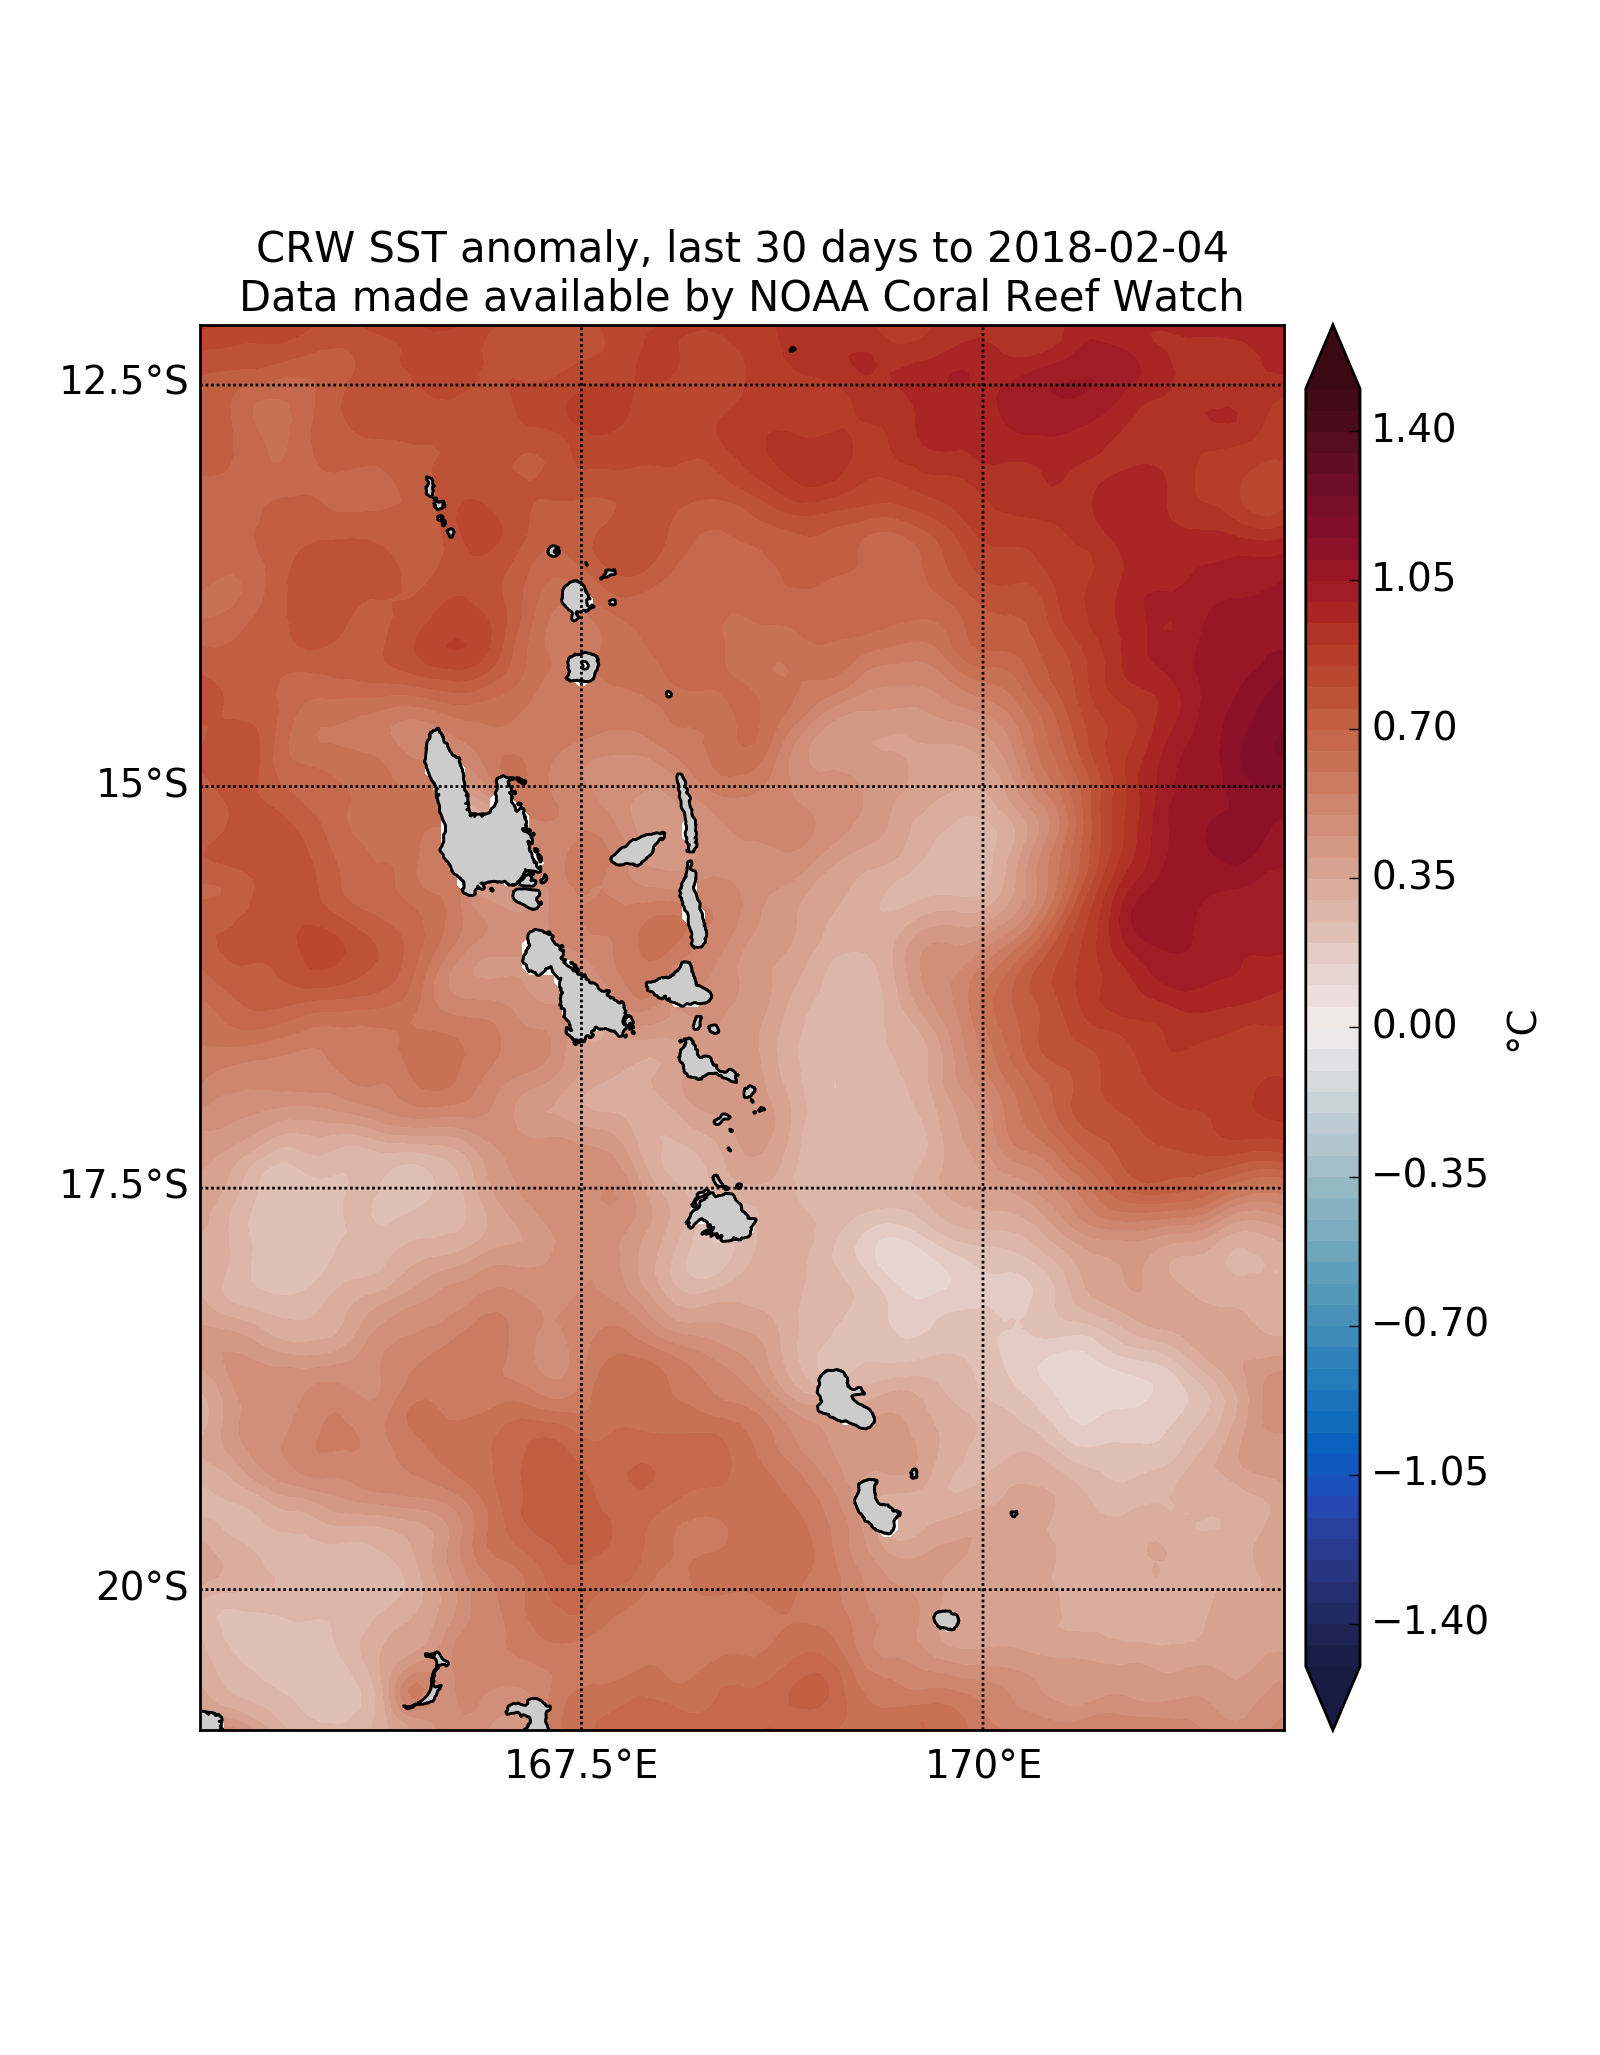 CRW SST anomaly, last 30 days to 2018-02-04
Data made available by NOAA Coral Reef Watch
12.5°S
15°S
17.5°S
20°S
167.5°E
170°E
1.40
1.05
0.70
0.35
0.00
−0.35
−0.70
−1.05
−1.40
°C